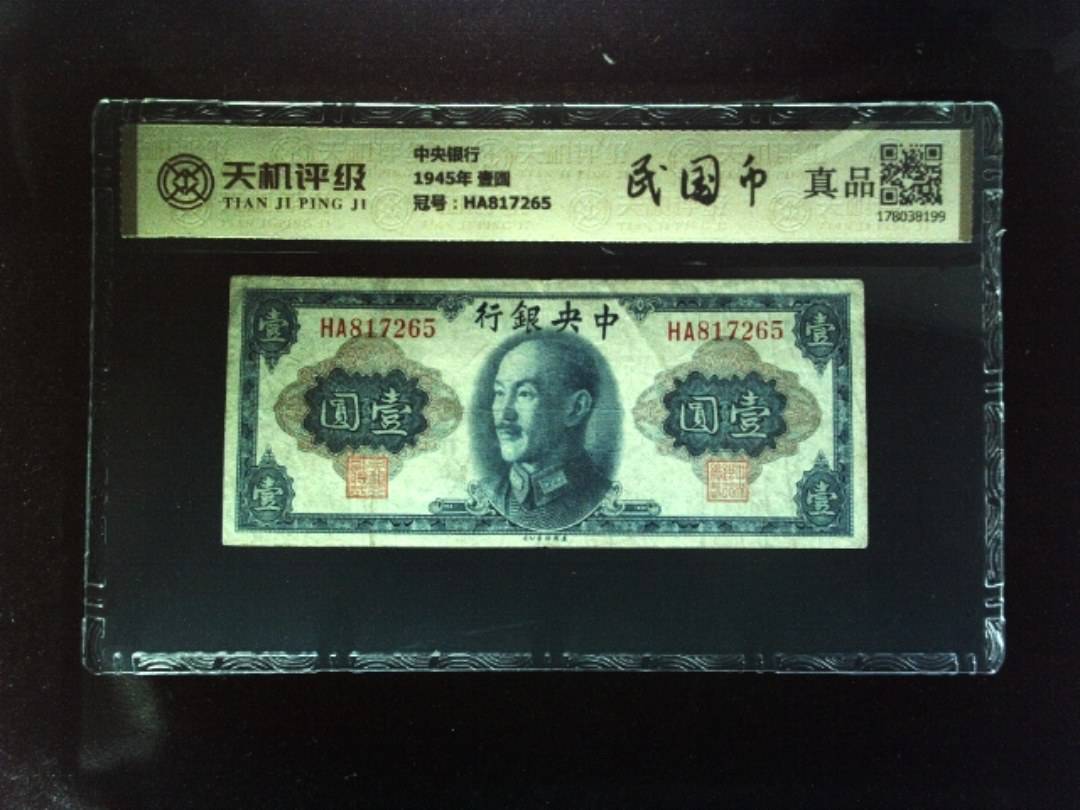 天机评级
TIAN JI PING JI
中央银行
1945年 壹圆
冠号：HA817265
民国币
真品
178038199
行銀央中
HA817265
HA817265
壹
壹
圓壹
圓壹
壹
壹